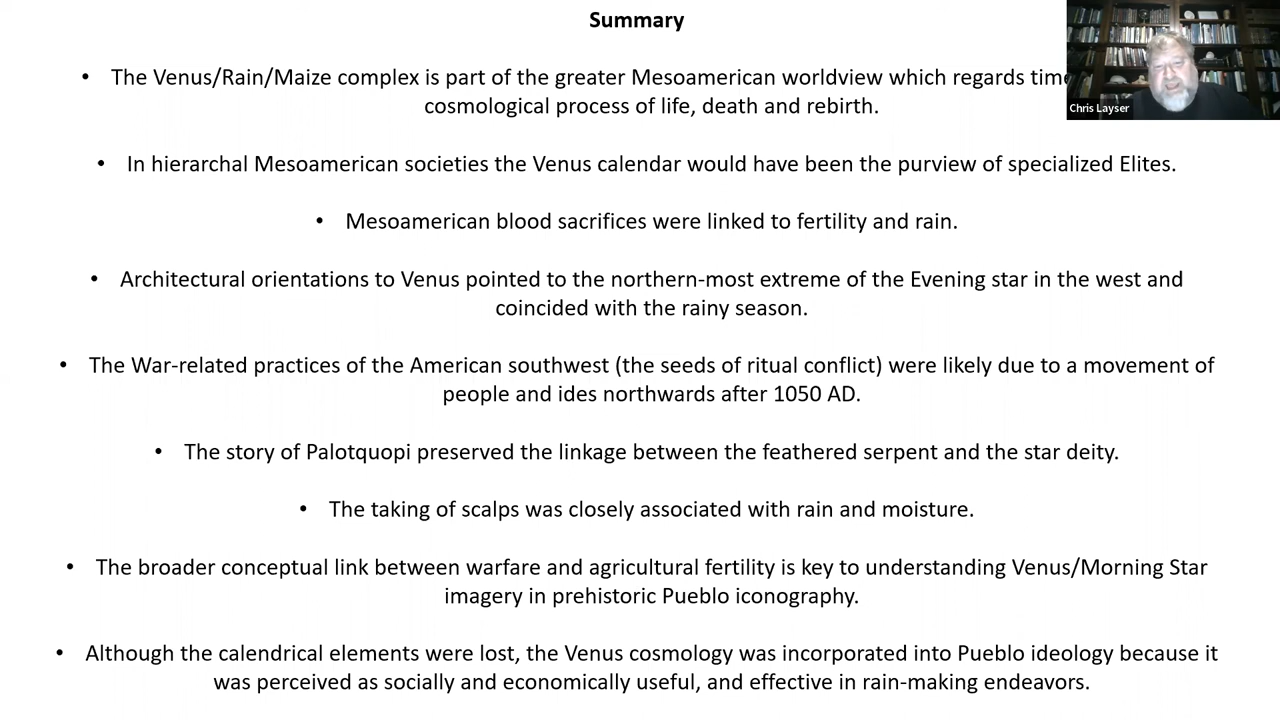 Summary
• The Venus/Rain/Maize complex is part of the greater Mesoamerican worldview which regards
cosmological process of life, death and rebirth.
• In hierarchal Mesoamerican societies the Venus calendar would have been the purview of specialized Elites.
• Mesoamerican blood sacrifices were linked to fertility and rain.
• Architectural orientations to Venus pointed to the northern-most extreme of the Evening star in the west and
coincided with the rainy season.
• The War-related practices of the American southwest (the seeds of ritual conflict) were likely due to a movement of
people and ides northwards after 1050 AD.
• The story of Palotquopi preserved the linkage between the feathered serpent and the star deity.
• The taking of scalps was closely associated with rain and moisture.
• The broader conceptual link between warfare and agricultural fertility is key to understanding Venus/Morning Star
imagery in prehistoric Pueblo iconography.
• Although the calendrical elements were lost, the Venus cosmology was incorporated into Pueblo ideology because it
was perceived as socially and economically useful, and effective in rain-making endeavors.
Chris Layser